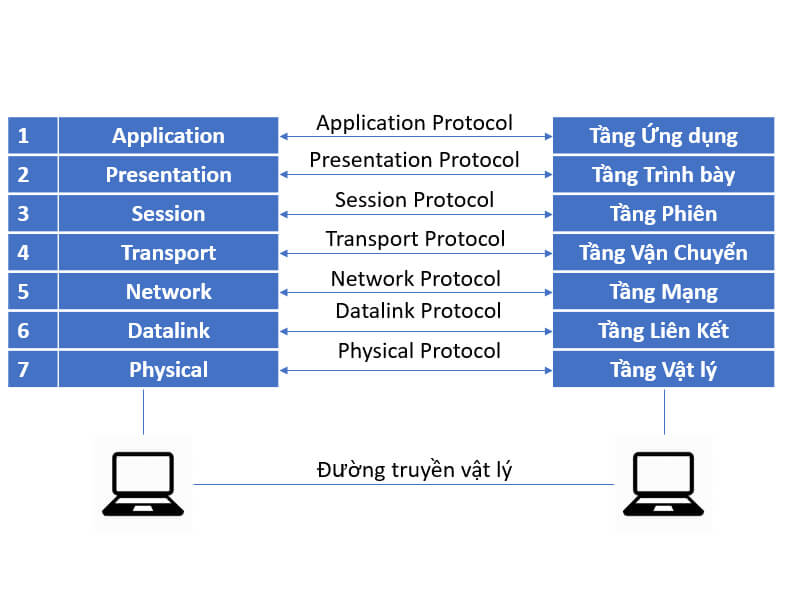 1 Application Application Protocol Tầng Ứng dụng
2 Presentation Presentation Protocol Tầng Trình bày
3 Session Session Protocol Tầng Phiên
4 Transport Transport Protocol Tầng Vận Chuyển
5 Network Network Protocol Tầng Mạng
6 Datalink Datalink Protocol Tầng Liên Kết
7 Physical Physical Protocol Tầng Vật lý
Đường truyền vật lý